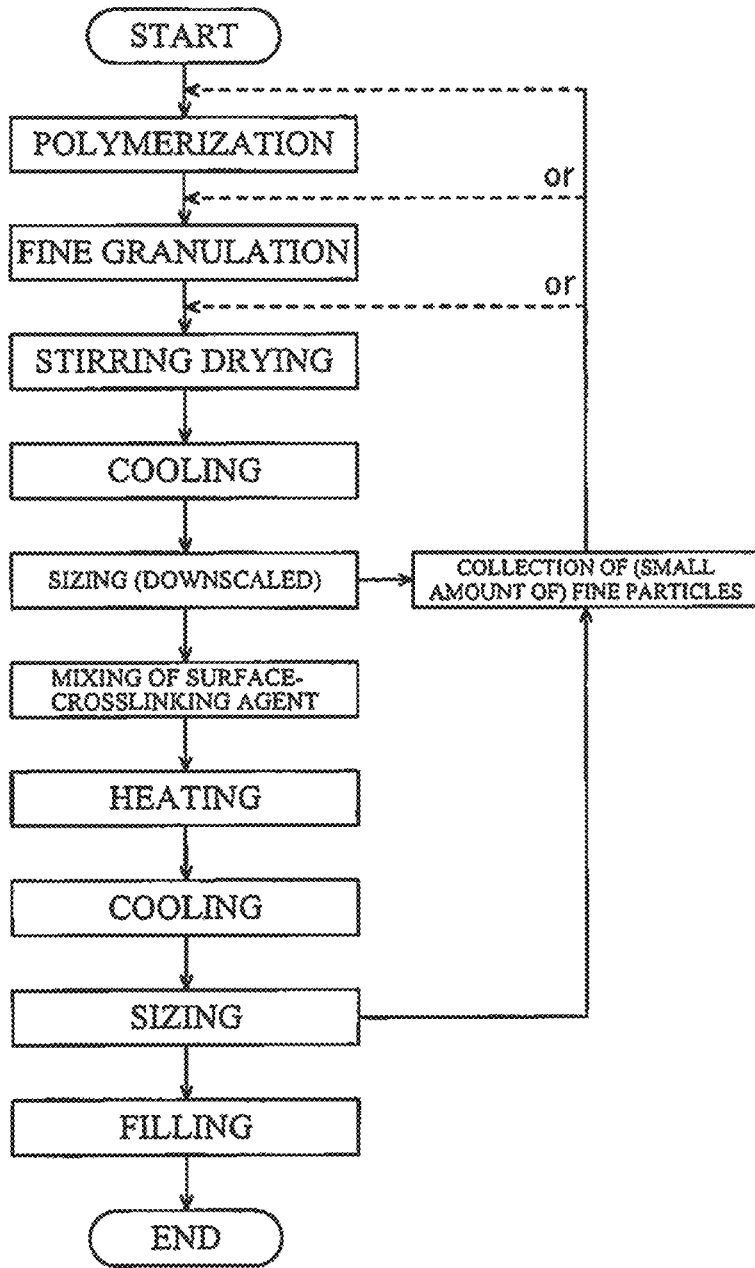 START
POLYMERIZATION
or
FINE GRANULATION
or
STIRRING DRYING
COOLING
SIZING (DOWNSCALED)
COLLECTION OF (SMALL
AMOUNT OF) FINE PARTICLES
MIXING OF SURFACE-
CROSSLINKING AGENT
HEATING
COOLING
SIZING
FILLING
END